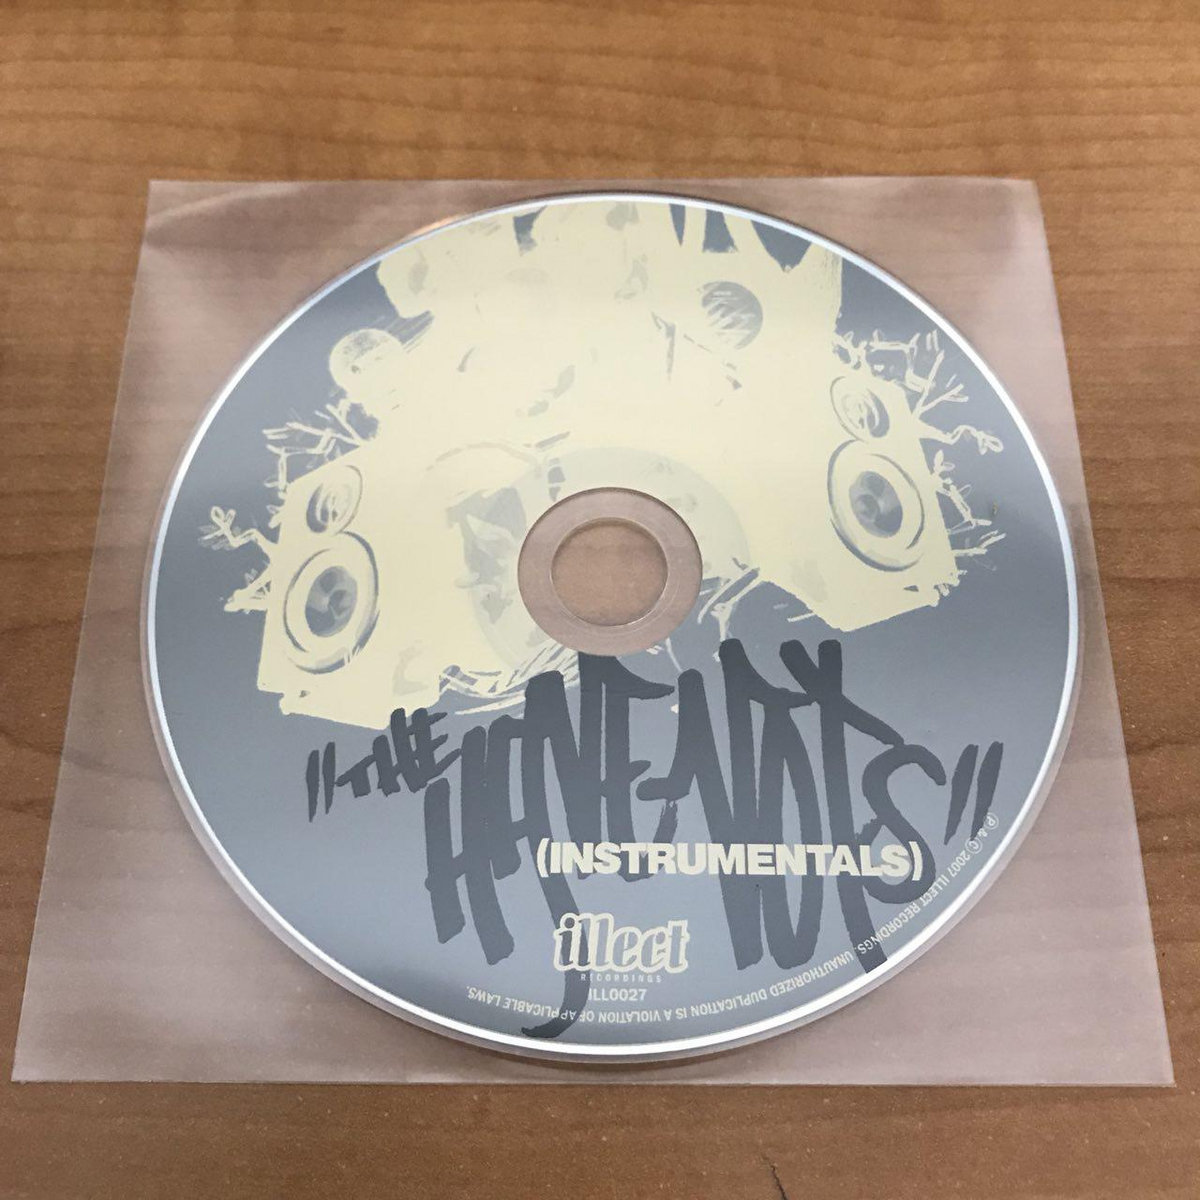 "THE
HAVE NOTS"
(INSTRUMENTALS)
illect
RECORDINGS
ILL0027
℗ & © 2007 ILLECT RECORDINGS. UNAUTHORIZED DUPLICATION IS A VIOLATION OF APPLICABLE LAWS.